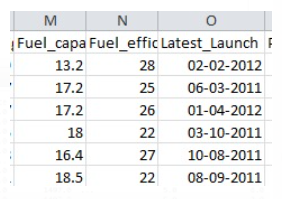 M N O
Fuel_capa Fuel_effic Latest_Launch
13.2 28 02-02-2012
17.2 25 06-03-2011
17.2 26 01-04-2012
18 22 03-10-2011
16.4 27 10-08-2011
18.5 22 08-09-2011